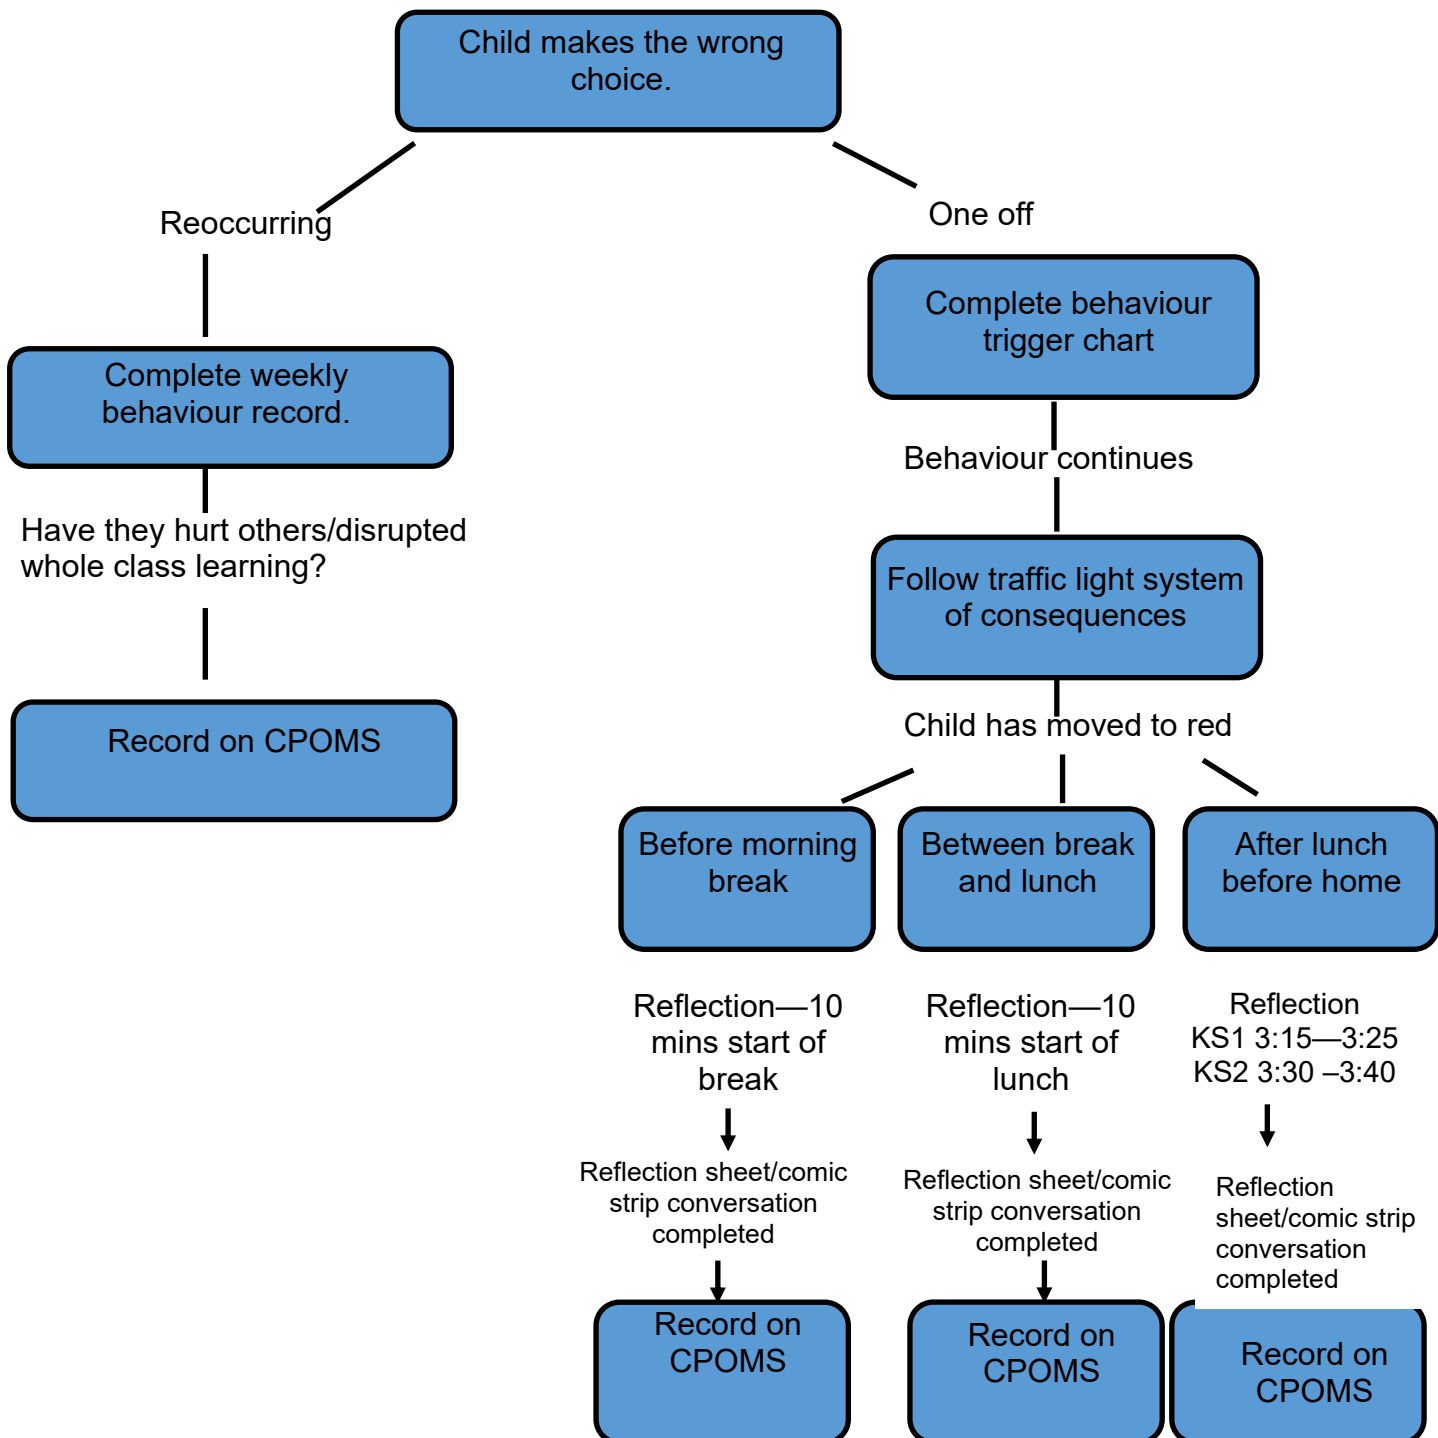 Child makes the wrong
choice.
Reoccurring
One off
Complete behaviour
trigger chart
Complete weekly
behaviour record.
Behaviour continues
Have they hurt others/disrupted
whole class learning?
Follow traffic light system
of consequences
Record on CPOMS
Child has moved to red
Before morning
break
Between break
and lunch
After lunch
before home
Reflection—10
mins start of
break
Reflection—10
mins start of
lunch
Reflection
KS1 3:15—3:25
KS2 3:30 –3:40
Reflection sheet/comic
strip conversation
completed
Reflection sheet/comic
strip conversation
completed
Reflection
sheet/comic strip
conversation
completed
Record on
CPOMS
Record on
CPOMS
Record on
CPOMS